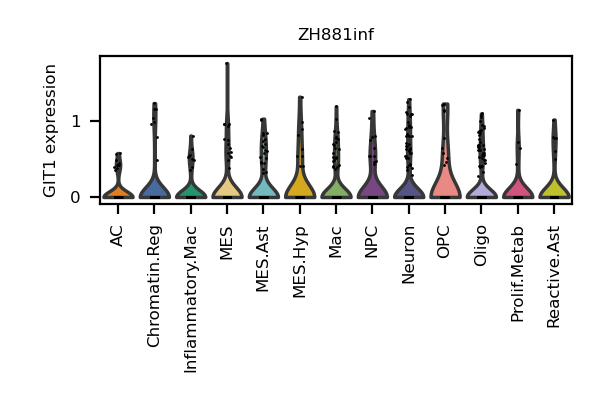 ZH881inf
GIT1 expression
1
0
AC
Chromatin.Reg
Inflammatory.Mac
MES
MES.Ast
MES.Hyp
Mac
NPC
Neuron
OPC
Oligo
Prolif.Metab
Reactive.Ast